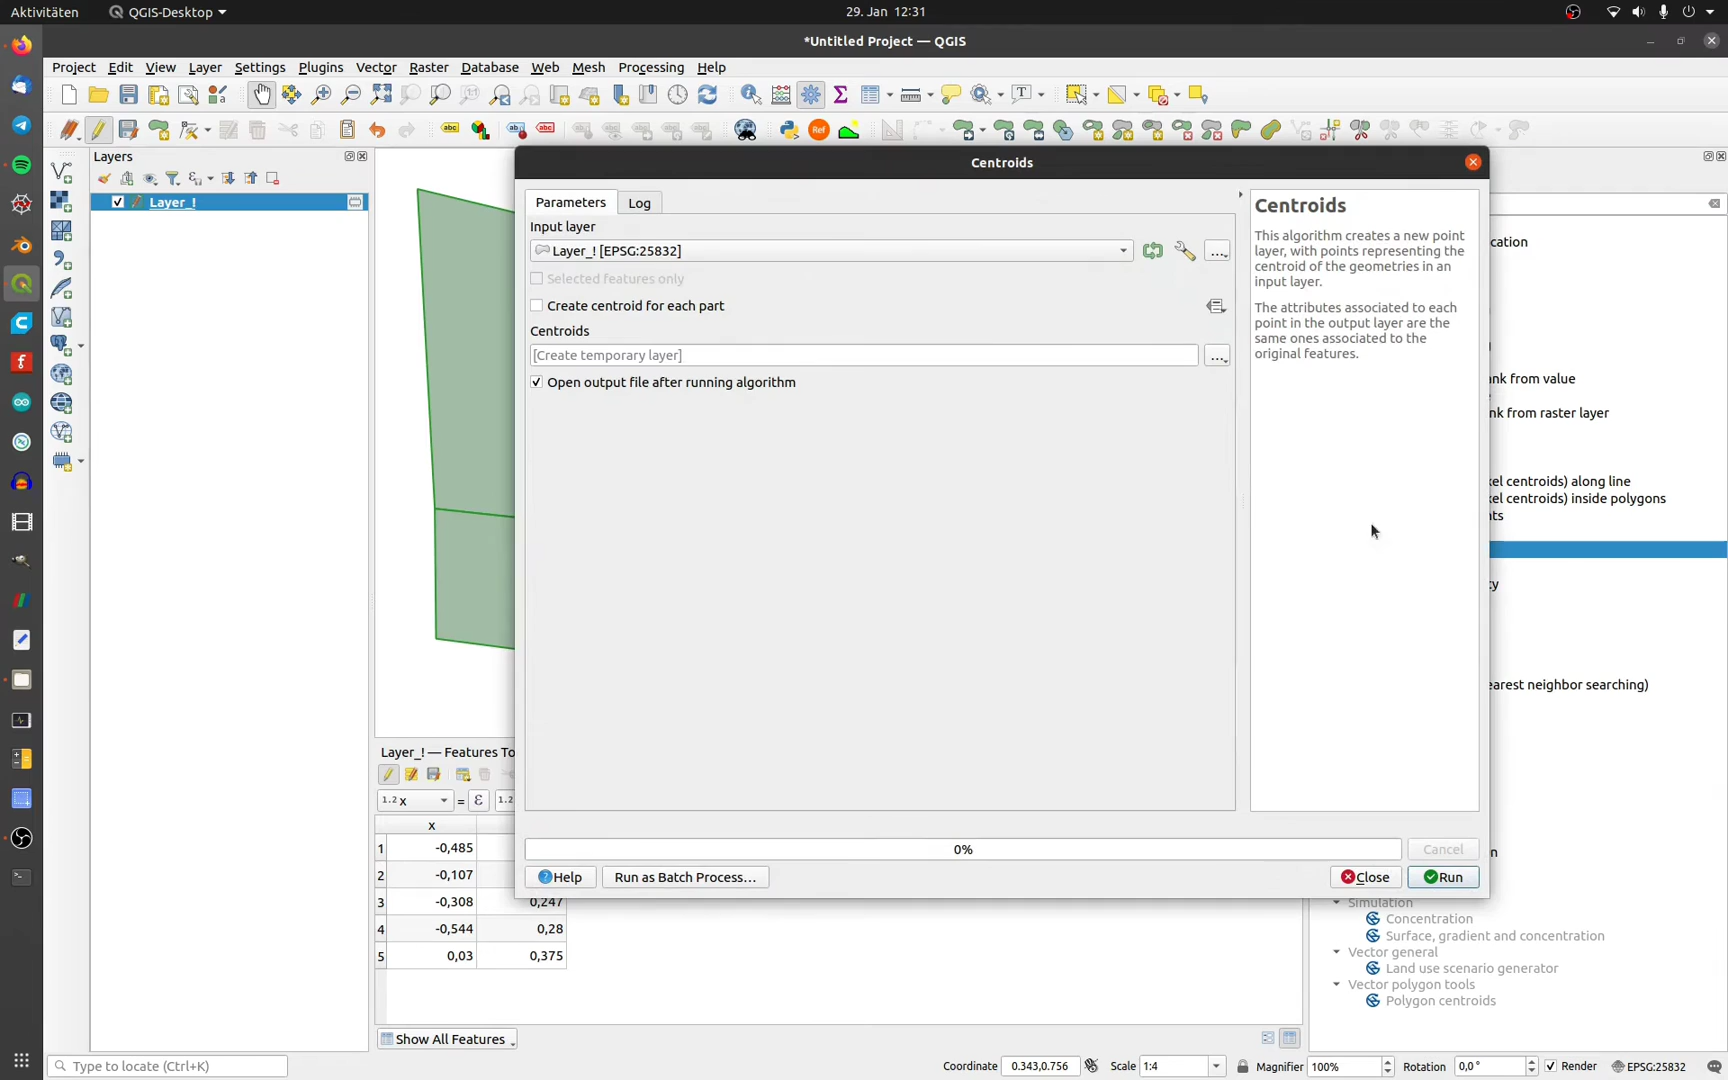 Aktivitäten
QGIS-Desktop
29. Jan 12:31
*Untitled Project — QGIS
Project Edit View Layer Settings Plugins Vector Raster Database Web Mesh Processing Help
Layers
Layer_!
Centroids
Parameters
Log
Input layer
Layer_! [EPSG:25832]
Selected features only
Create centroid for each part
Centroids
[Create temporary layer]
Open output file after running algorithm
Centroids
This algorithm creates a new point
layer, with points representing the
centroid of the geometries in an
input layer.
The attributes associated to each
point in the output layer are the
same ones associated to the
original features.
0%
Cancel
Help
Run as Batch Process…
Close
Run
cation
nk from value
nk from raster layer
el centroids) along line
el centroids) inside polygons
ts
ty
earest neighbor searching)
n
Simulation
Concentration
Surface, gradient and concentration
Vector general
Land use scenario generator
Vector polygon tools
Polygon centroids
Layer_! — Features To
1.2 x = ε 1.2
x
1 -0,485
2 -0,107
3 -0,308 0,247
4 -0,544 0,28
5 0,03 0,375
Show All Features
Type to locate (Ctrl+K)
Coordinate 0.343,0.756
Scale 1:4
Magnifier 100%
Rotation 0,0 °
Render
EPSG:25832